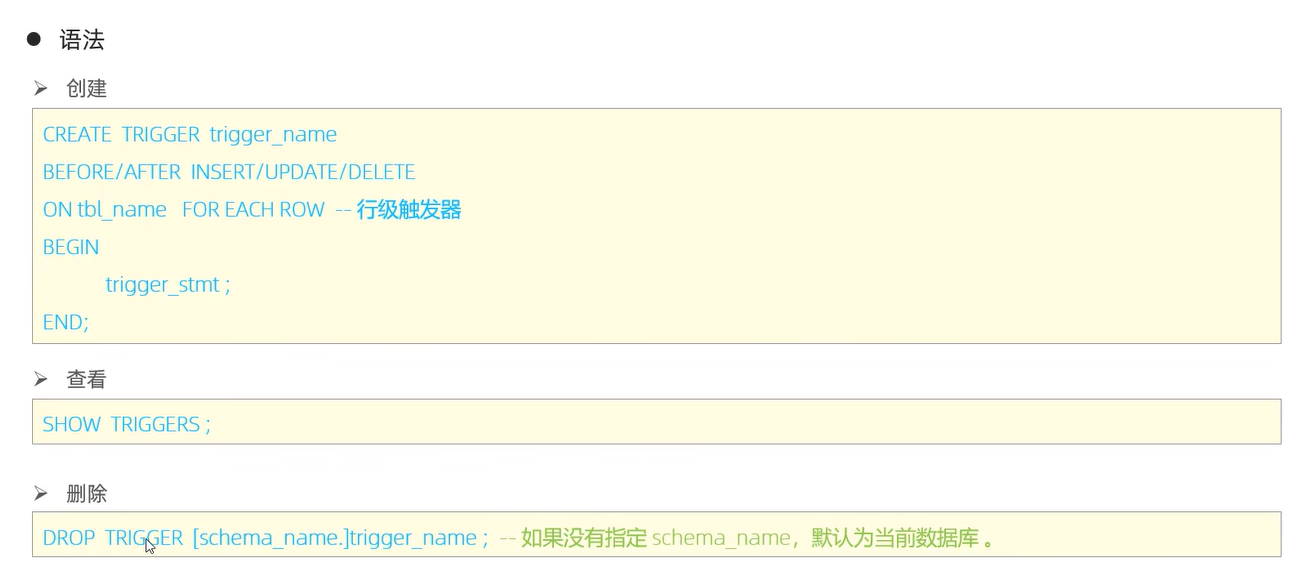 语法
创建
CREATE TRIGGER trigger_name
BEFORE/AFTER INSERT/UPDATE/DELETE
ON tbl_name FOR EACH ROW -- 行级触发器
BEGIN
trigger_stmt ;
END;
查看
SHOW TRIGGERS ;
删除
DROP TRIGGER [schema_name.]trigger_name ; -- 如果没有指定 schema_name，默认为当前数据库 。